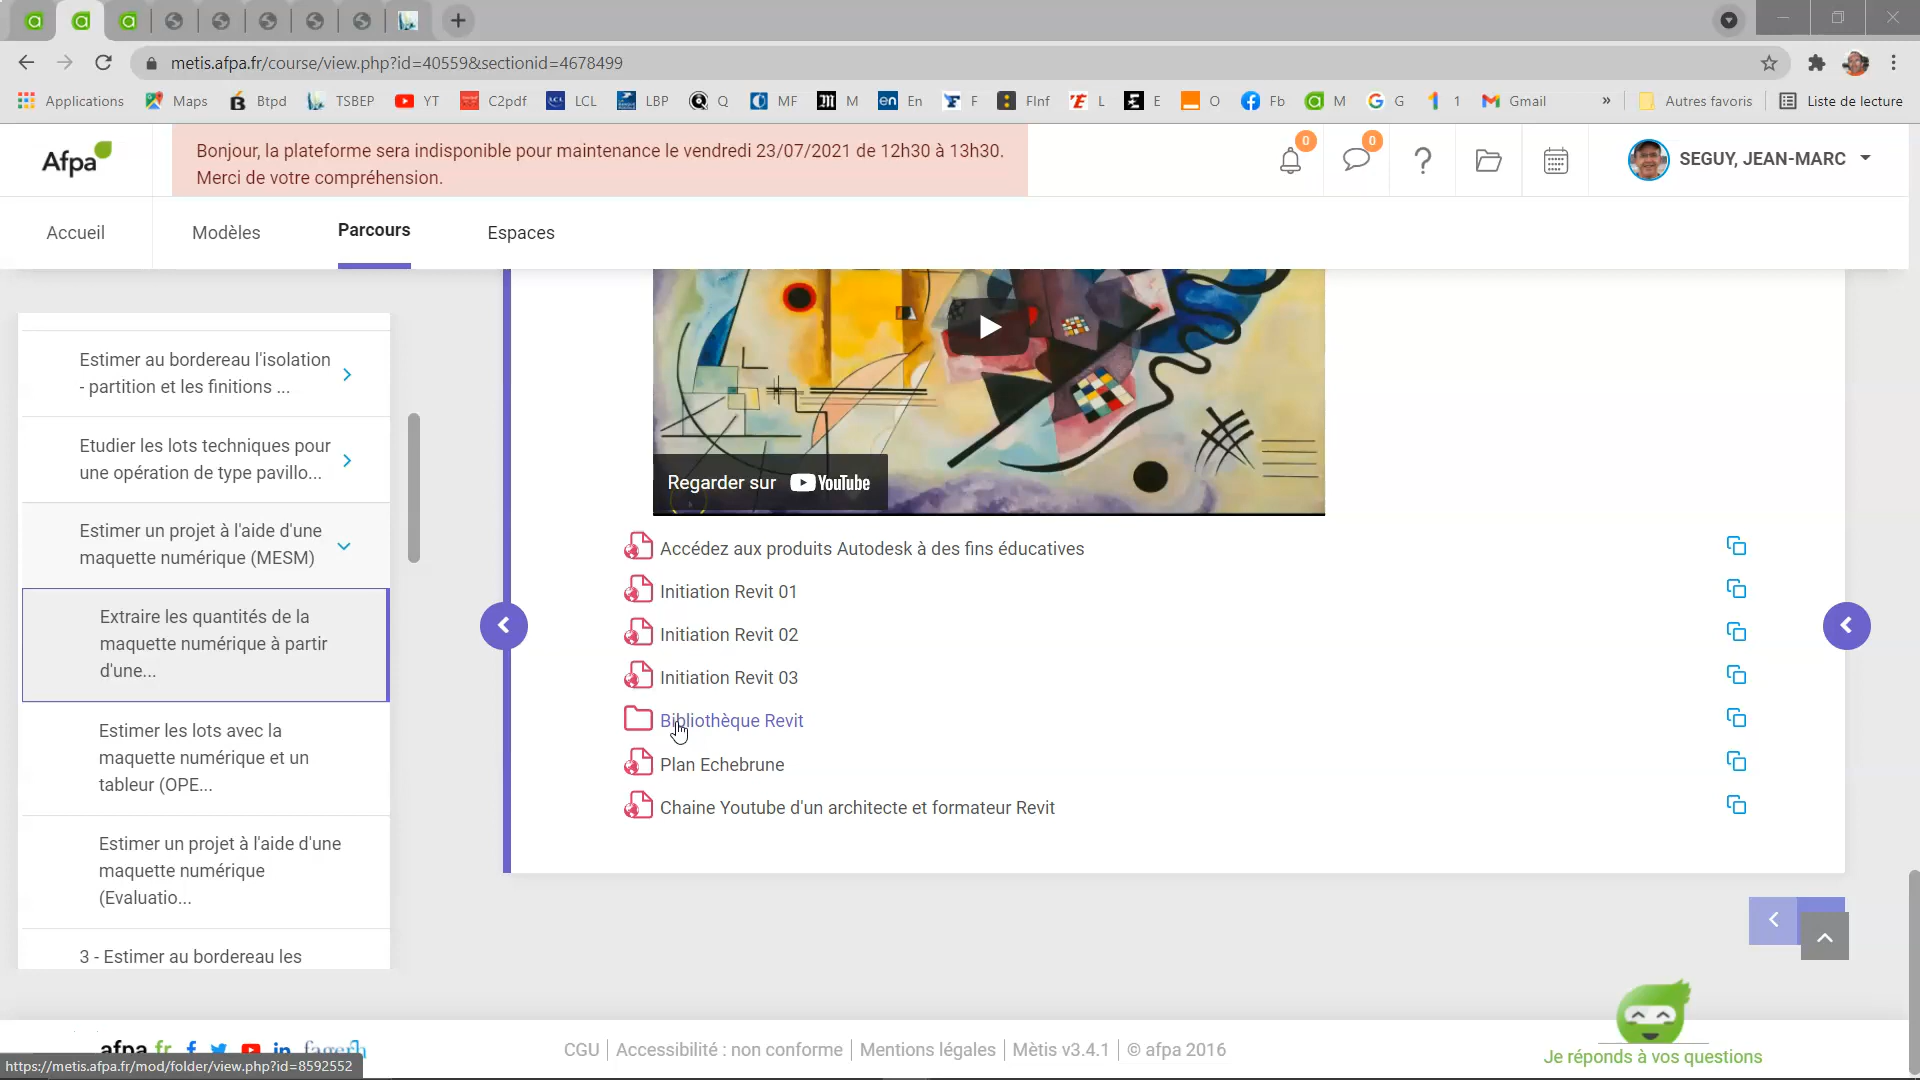 metis.afpa.fr/course/view.php?id=40559&sectionid=4678499
Applications
Maps
Btpd
TSBEP
YT
C2pdf
LCL
LBP
Q
MF
M
En
F
FInf
L
E
O
Fb
M
G
1
Gmail
»
Autres favoris
Liste de lecture
Afpa
Bonjour, la plateforme sera indisponible pour maintenance le vendredi 23/07/2021 de 12h30 à 13h30.
Merci de votre compréhension.
0
0
SEGUY, JEAN-MARC
Accueil
Modèles
Parcours
Espaces
Estimer au bordereau l'isolation
- partition et les finitions ...
Etudier les lots techniques pour
une opération de type pavillo...
Estimer un projet à l'aide d'une
maquette numérique (MESM)
Extraire les quantités de la
maquette numérique à partir
d'une...
Estimer les lots avec la
maquette numérique et un
tableur (OPE...
Estimer un projet à l'aide d'une
maquette numérique
(Evaluatio...
3 - Estimer au bordereau les
Regarder sur YouTube
Accédez aux produits Autodesk à des fins éducatives
Initiation Revit 01
Initiation Revit 02
Initiation Revit 03
Bibliothèque Revit
Plan Echebrune
Chaine Youtube d'un architecte et formateur Revit
afpa.fr
fagerh
CGU
Accessibilité : non conforme
Mentions légales
Mètis v3.4.1
© afpa 2016
Je réponds à vos questions
https://metis.afpa.fr/mod/folder/view.php?id=8592552